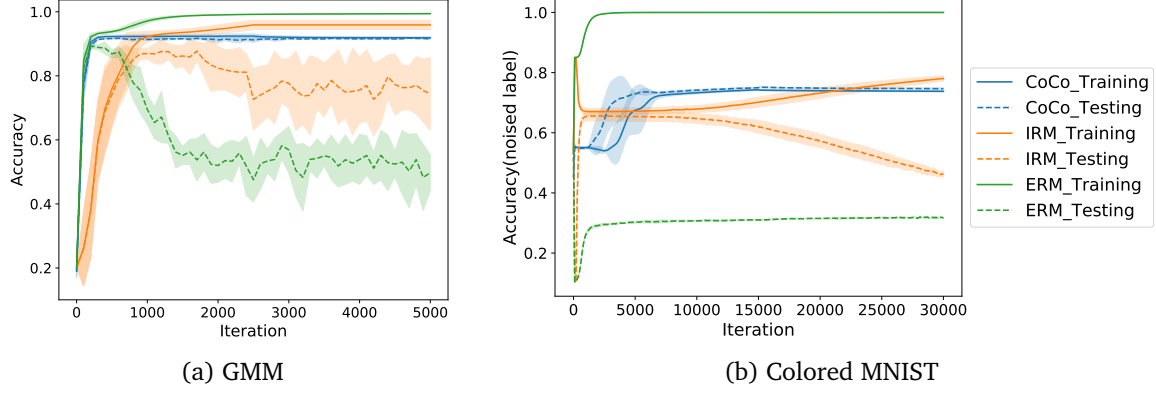 1.0
0.8
0.6
0.4
0.2
Accuracy
0 1000 2000 3000 4000 5000
Iteration
(a) GMM
1.0
0.8
0.6
0.4
0.2
Accuracy(noised label)
0 5000 10000 15000 20000 25000 30000
Iteration
(b) Colored MNIST
CoCo_Training
CoCo_Testing
IRM_Training
IRM_Testing
ERM_Training
ERM_Testing